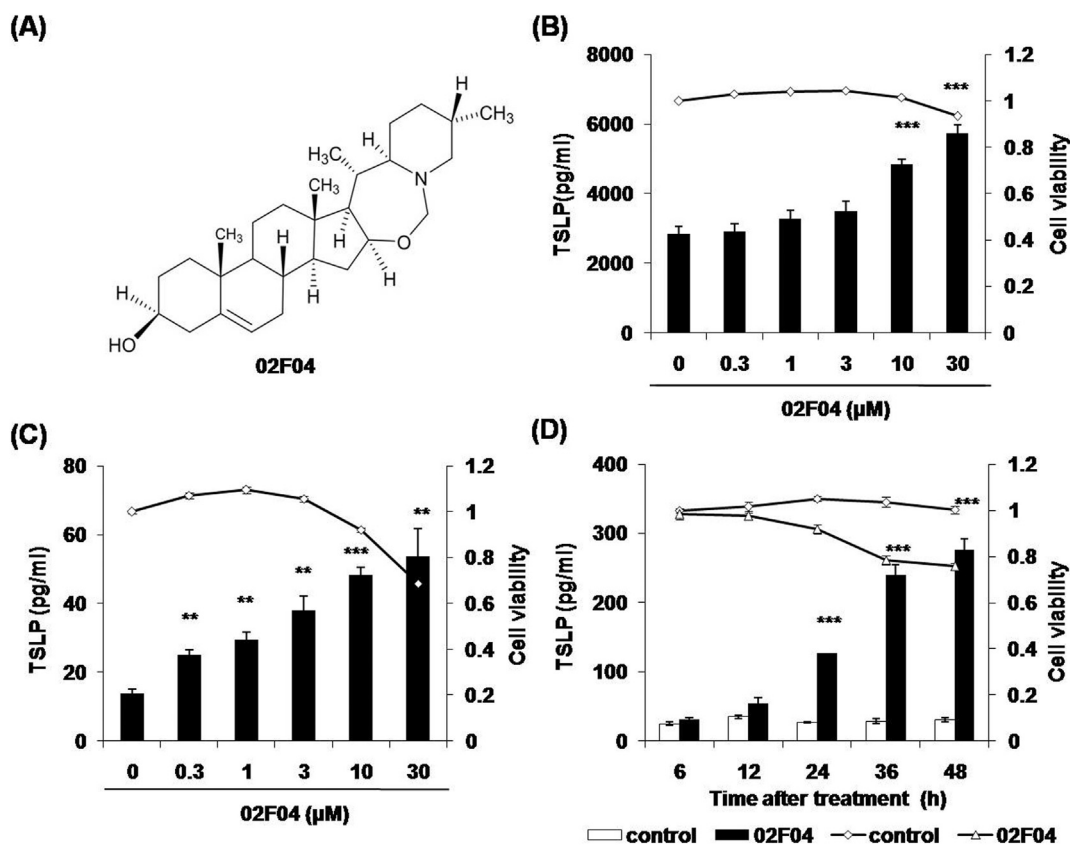 (A)
H
CH₃
H
H₃C
N
CH₃
H
O
CH₃
H
H
H
H
HO
02F04
(B)
8000
6000
4000
2000
0
TSLP(pg/ml)
1.2
1
0.8
0.6
0.4
0.2
0
Cell viability
***
***
0 0.3 1 3 10 30
02F04 (μM)
(C)
80
60
40
20
0
TSLP (pg/ml)
1.2
1
0.8
0.6
0.4
0.2
0
Cell viability
** ** ** *** **
0 0.3 1 3 10 30
02F04 (μM)
(D)
400
300
200
100
0
TSLP (pg/ml)
1.2
1
0.8
0.6
0.4
0.2
0
Cell viability
*** *** ***
6 12 24 36 48
Time after treatment (h)
control 02F04 control 02F04